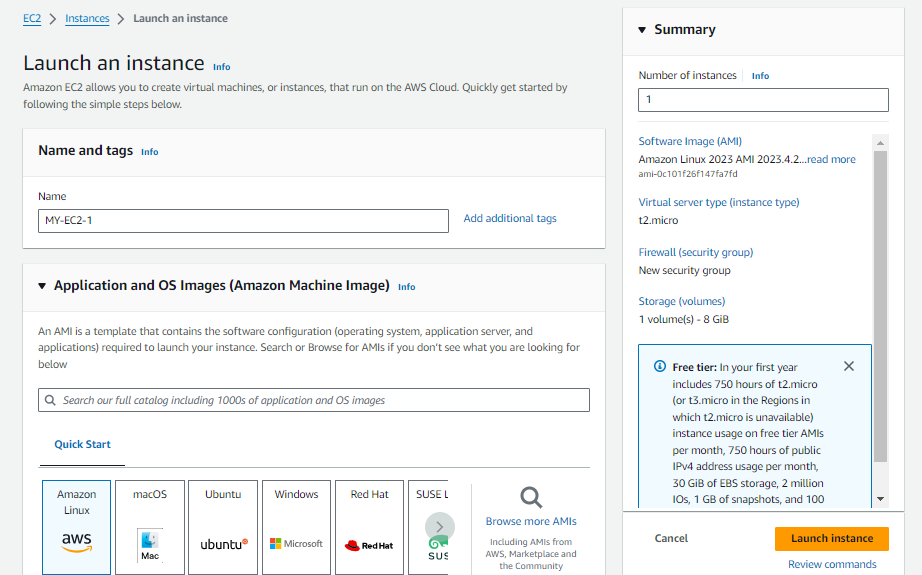 EC2 > Instances > Launch an instance
Launch an instance Info
Amazon EC2 allows you to create virtual machines, or instances, that run on the AWS Cloud. Quickly get started by
following the simple steps below.
Name and tags Info
Name
MY-EC2-1
Add additional tags
Application and OS Images (Amazon Machine Image) Info
An AMI is a template that contains the software configuration (operating system, application server, and
applications) required to launch your instance. Search or Browse for AMIs if you don't see what you are looking for
below
Search our full catalog including 1000s of application and OS images
Quick Start
Amazon
Linux
aws
macOS
Mac
Ubuntu
ubuntu
Windows
Microsoft
Red Hat
Red Hat
SUSE L
SUS
Browse more AMIs
Including AMIs from
AWS, Marketplace and
the Community
Summary
Number of instances Info
1
Software Image (AMI)
Amazon Linux 2023 AMI 2023.4.2...read more
ami-0c101f26f147fa7fd
Virtual server type (instance type)
t2.micro
Firewall (security group)
New security group
Storage (volumes)
1 volume(s) - 8 GiB
Free tier: In your first year
includes 750 hours of t2.micro
(or t3.micro in the Regions in
which t2.micro is unavailable)
instance usage on free tier AMIs
per month, 750 hours of public
IPv4 address usage per month,
30 GiB of EBS storage, 2 million
IOs, 1 GB of snapshots, and 100
Cancel
Launch instance
Review commands